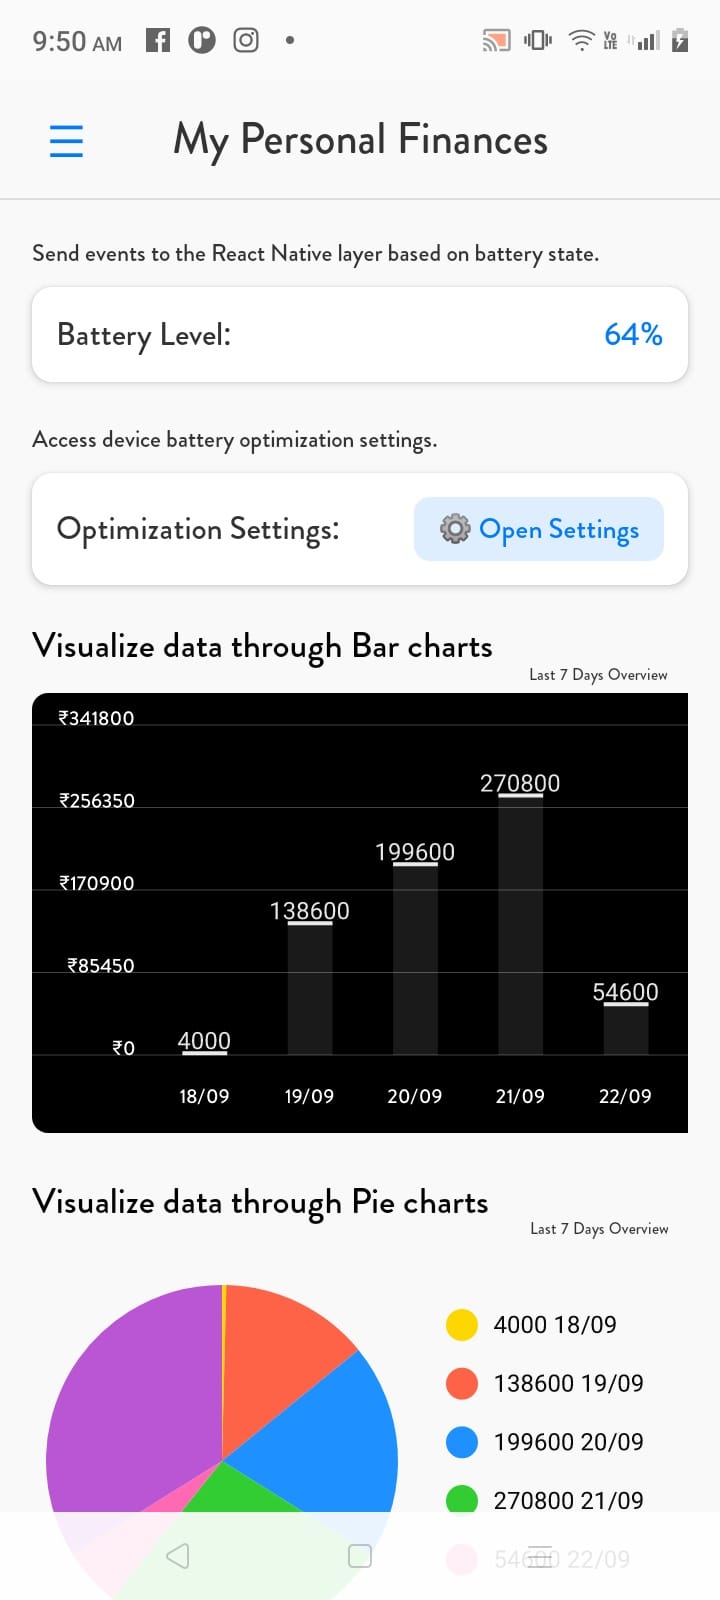 9:50 AM
Vo LTE
My Personal Finances
Send events to the React Native layer based on battery state.
Battery Level: 64%
Access device battery optimization settings.
Optimization Settings: Open Settings
Visualize data through Bar charts
Last 7 Days Overview
₹341800
270800
₹256350
199600
₹170900
138600
₹85450
54600
4000
₹0
18/09 19/09 20/09 21/09 22/09
Visualize data through Pie charts
Last 7 Days Overview
4000 18/09
138600 19/09
199600 20/09
270800 21/09
54600 22/09